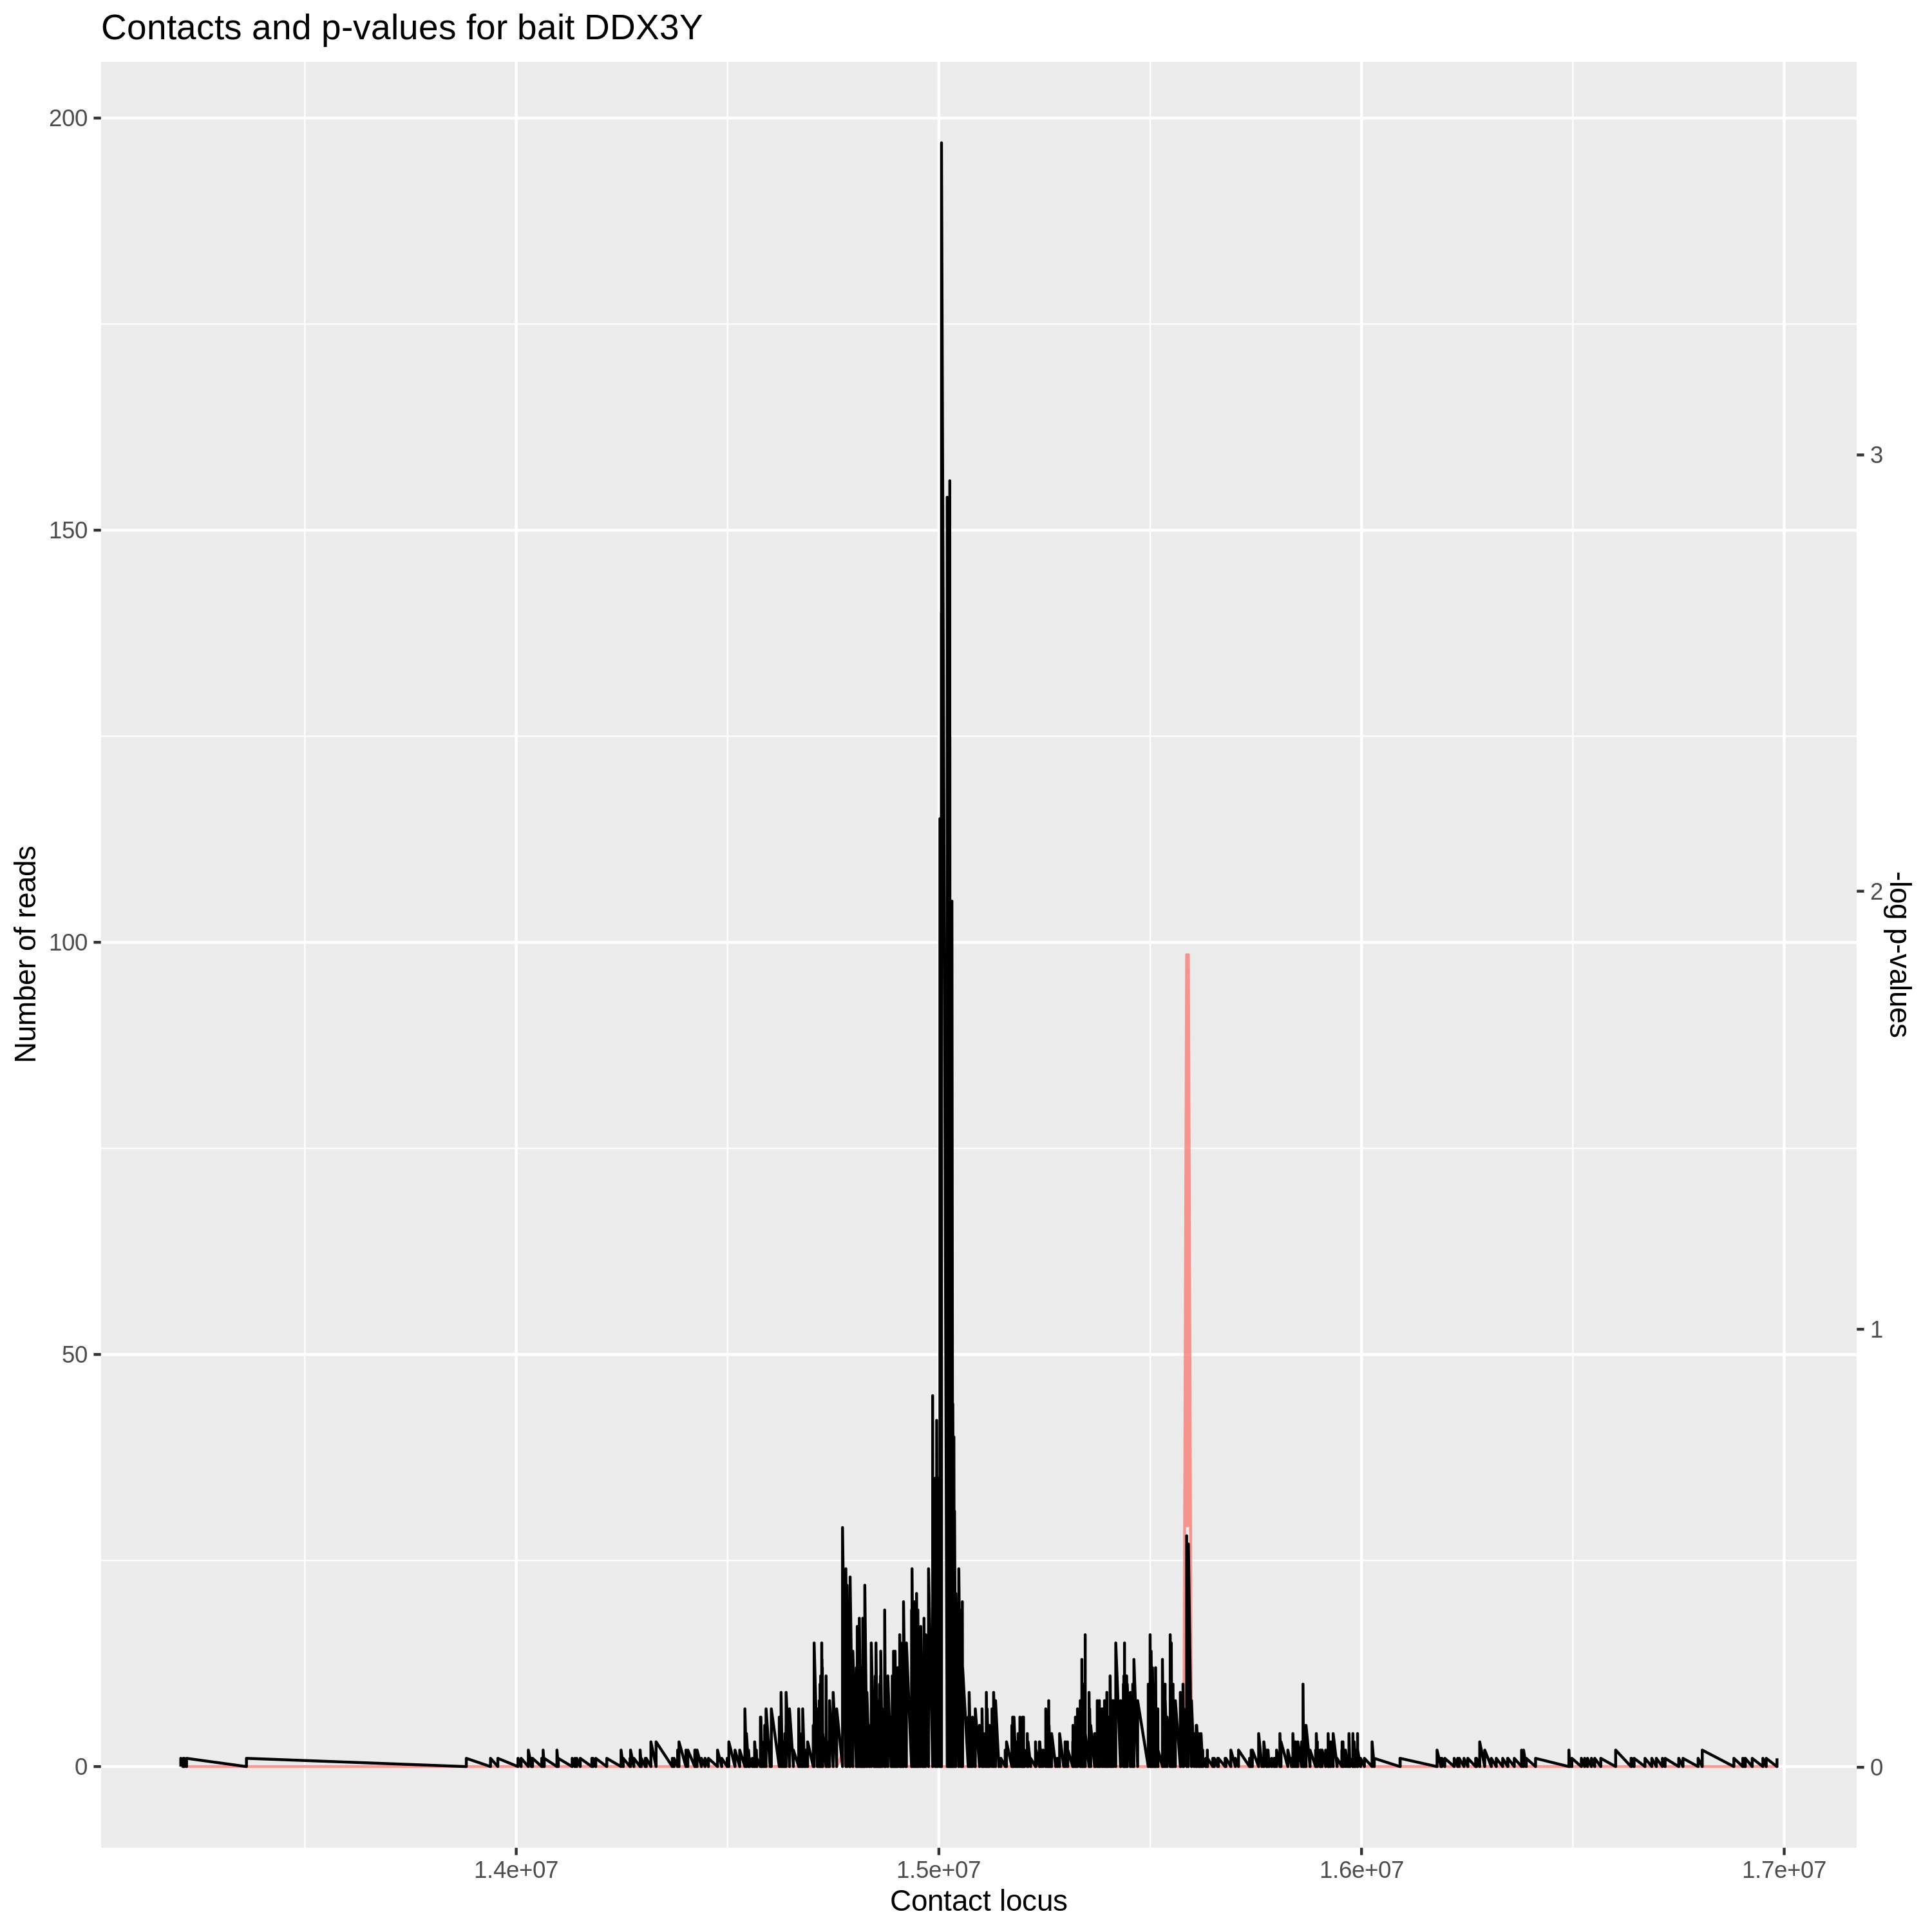 Contacts and p-values for bait DDX3Y
200
150
100
50
0
Number of reads
3
2
1
0
-log p-values
1.4e+07
1.5e+07
1.6e+07
1.7e+07
Contact locus